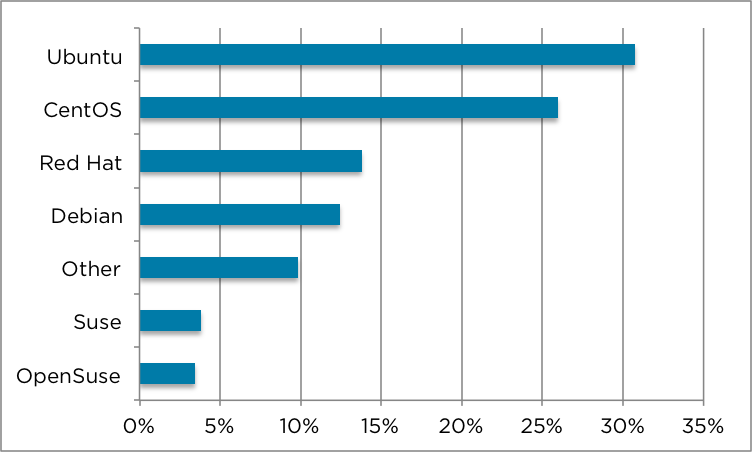 Ubuntu
CentOS
Red Hat
Debian
Other
Suse
OpenSuse
0% 5% 10% 15% 20% 25% 30% 35%